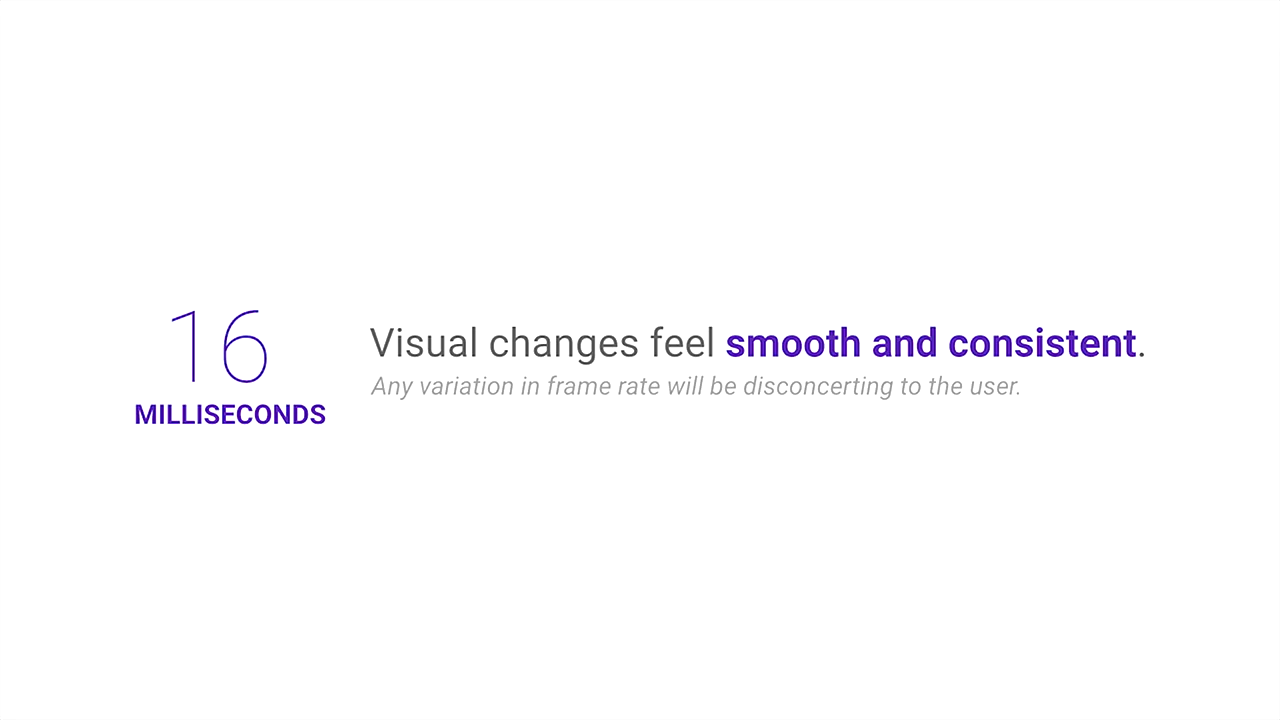 16
MILLISECONDS
Visual changes feel smooth and consistent.
Any variation in frame rate will be disconcerting to the user.